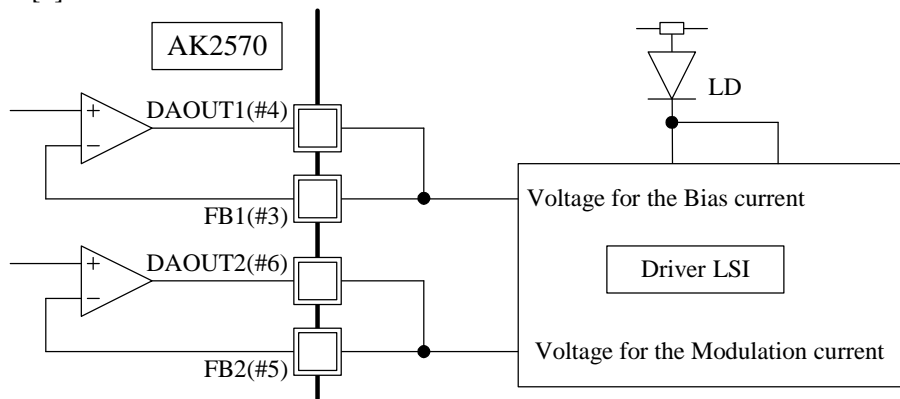 AK2570
DAOUT1(#4)
LD
+
−
FB1(#3)
Voltage for the Bias current
DAOUT2(#6)
Driver LSI
+
−
Voltage for the Modulation current
FB2(#5)